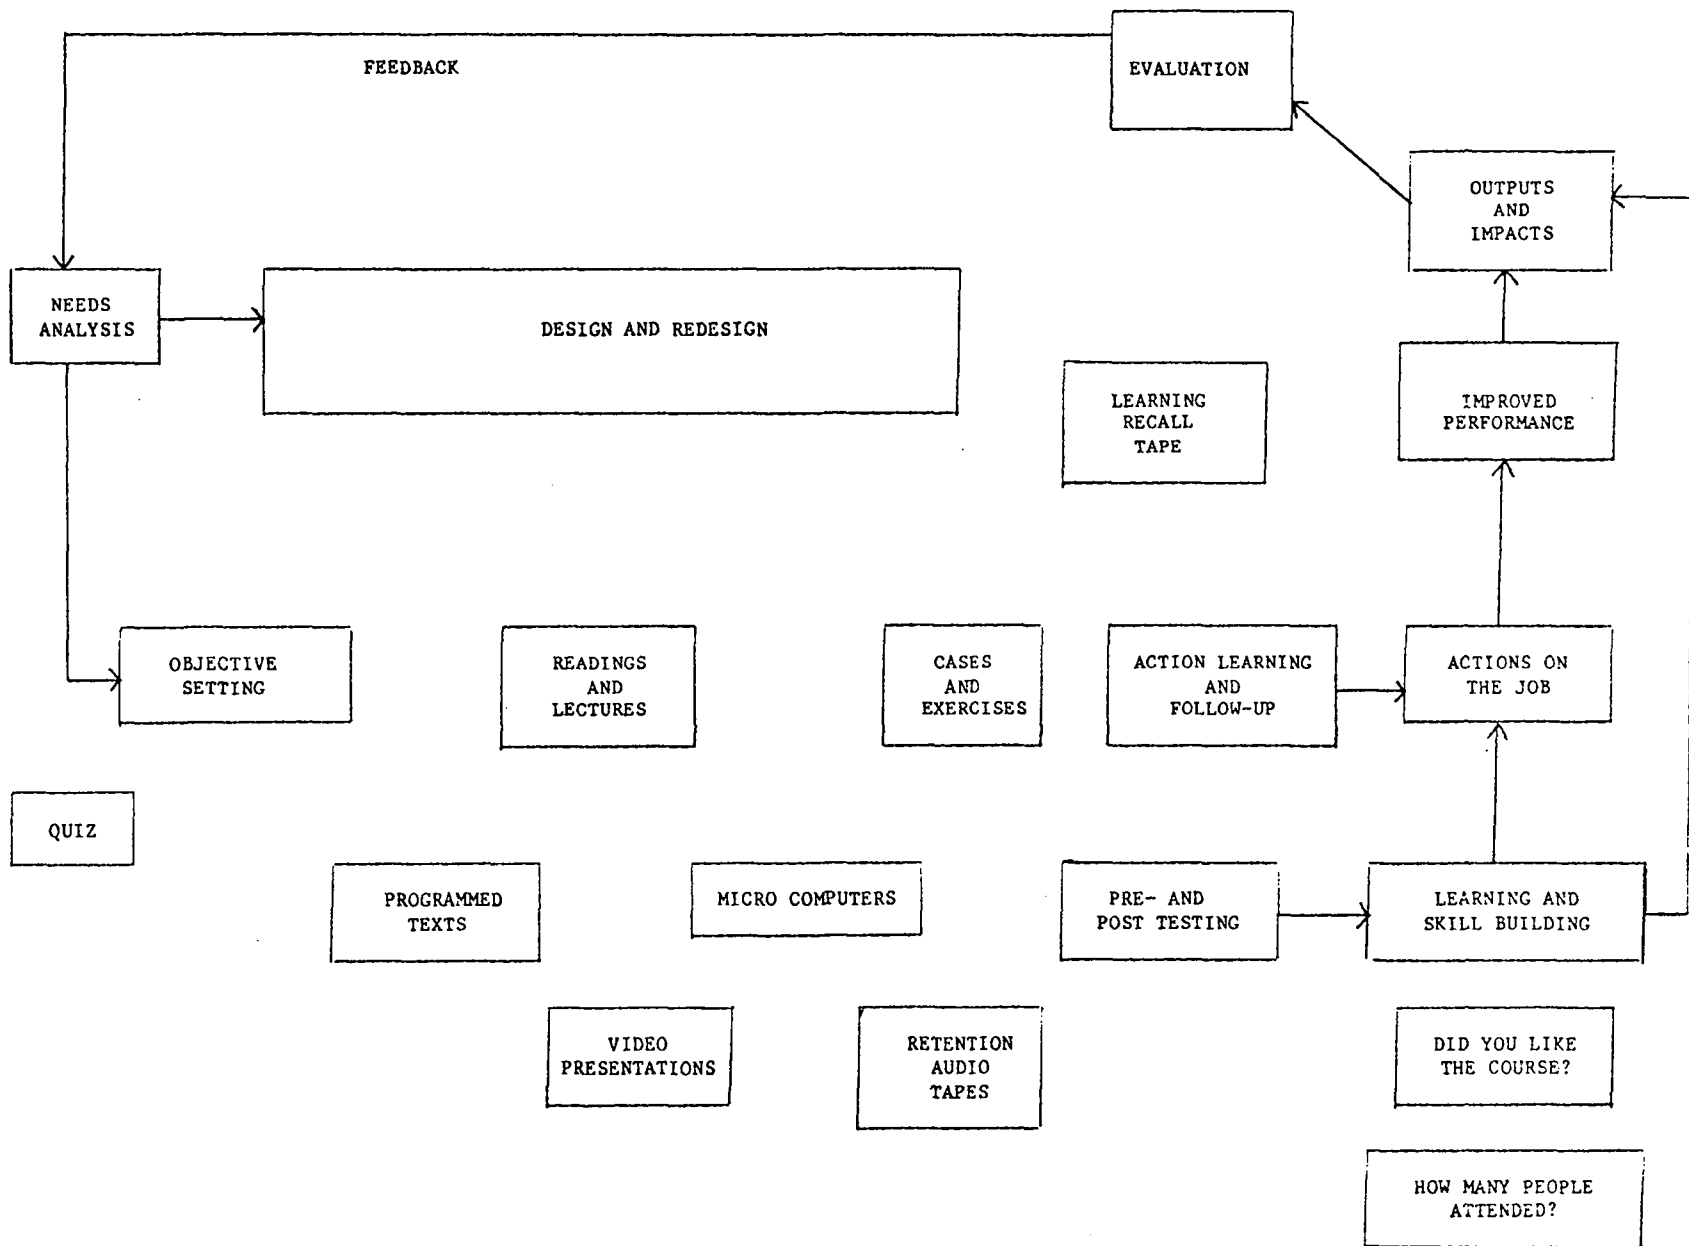 FEEDBACK
EVALUATION
OUTPUTS
AND
IMPACTS
NEEDS
ANALYSIS
DESIGN AND REDESIGN
LEARNING
RECALL
TAPE
IMPROVED
PERFORMANCE
OBJECTIVE
SETTING
READINGS
AND
LECTURES
CASES
AND
EXERCISES
ACTION LEARNING
AND
FOLLOW-UP
ACTIONS ON
THE JOB
QUIZ
PROGRAMMED
TEXTS
MICRO COMPUTERS
PRE- AND
POST TESTING
LEARNING AND
SKILL BUILDING
VIDEO
PRESENTATIONS
RETENTION
AUDIO
TAPES
DID YOU LIKE
THE COURSE?
HOW MANY PEOPLE
ATTENDED?